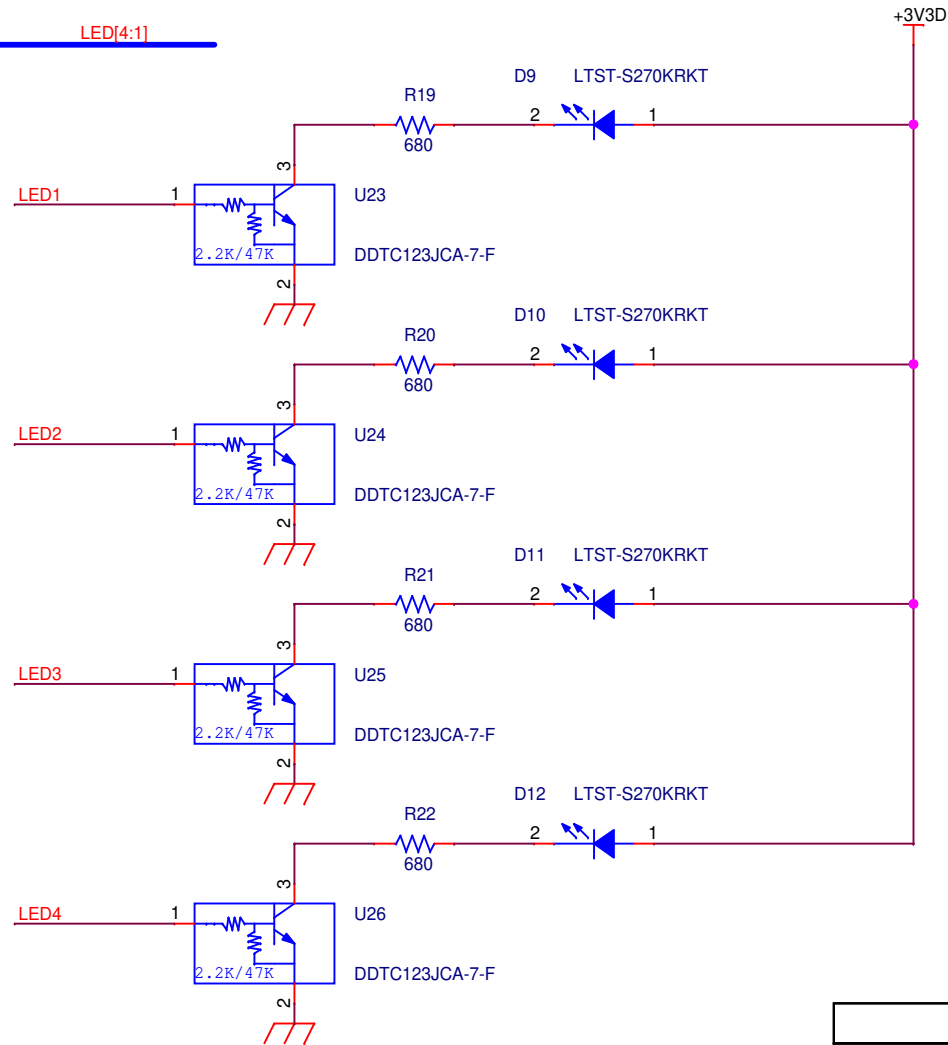 +3V3D
LED[4:1]
D9 LTST-S270KRKT
R19
2 1
680
3
LED1
1
U23
2.2K/47K
DDTC123JCA-7-F
2
D10 LTST-S270KRKT
R20
2 1
680
3
LED2
1
U24
2.2K/47K
DDTC123JCA-7-F
2
D11 LTST-S270KRKT
R21
2 1
680
3
LED3
1
U25
2.2K/47K
DDTC123JCA-7-F
2
D12 LTST-S270KRKT
R22
2 1
680
3
LED4
1
U26
2.2K/47K
DDTC123JCA-7-F
2